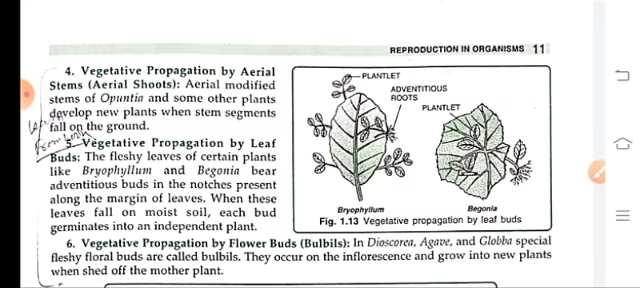 REPRODUCTION IN ORGANISMS 11
4. Vegetative Propagation by Aerial
Stems (Aerial Shoots): Aerial modified
stems of Opuntia and some other plants
develop new plants when stem segments
fall on the ground.
5. Vegetative Propagation by Leaf
Buds: The fleshy leaves of certain plants
like Bryophyllum and Begonia bear
adventitious buds in the notches present
along the margin of leaves. When these
leaves fall on moist soil, each bud
germinates into an independent plant.
PLANTLET
ADVENTITIOUS
ROOTS
PLANTLET
Bryophyllum
Begonia
Fig. 1.13 Vegetative propagation by leaf buds
6. Vegetative Propagation by Flower Buds (Bulbils): In Dioscorea, Agave, and Globba special
fleshy floral buds are called bulbils. They occur on the inflorescence and grow into new plants
when shed off the mother plant.